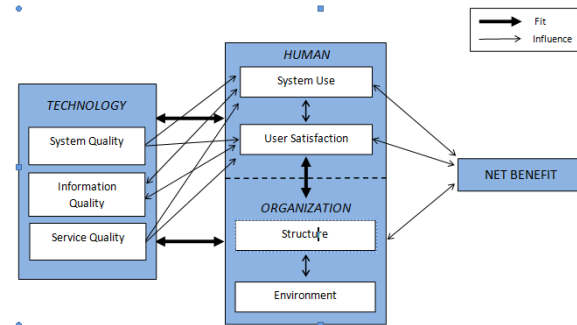 Fit
Influence
HUMAN
System Use
User Satisfaction
TECHNOLOGY
System Quality
Information
Quality
Service Quality
ORGANIZATION
Structure
Environment
NET BENEFIT